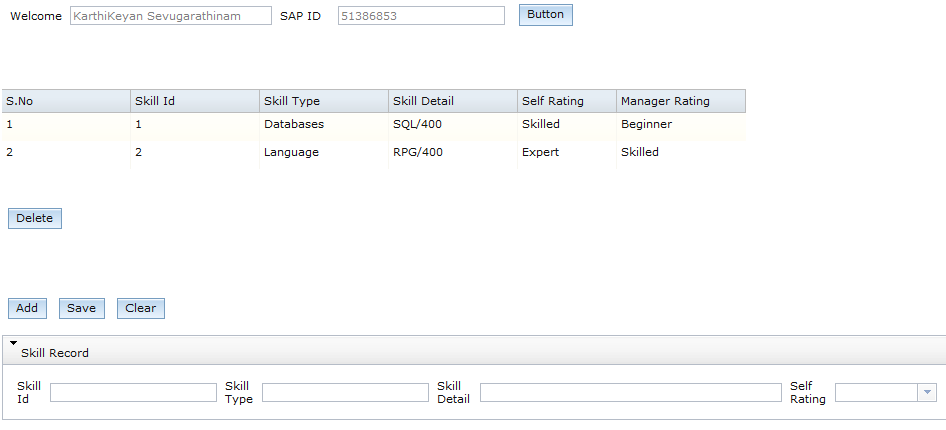 Welcome KarthiKeyan Sevugarathinam SAP ID 51386853 Button
S.No Skill Id Skill Type Skill Detail Self Rating Manager Rating
1 1 Databases SQL/400 Skilled Beginner
2 2 Language RPG/400 Expert Skilled
Delete
Add Save Clear
Skill Record
Skill Id Skill Type Skill Detail Self Rating